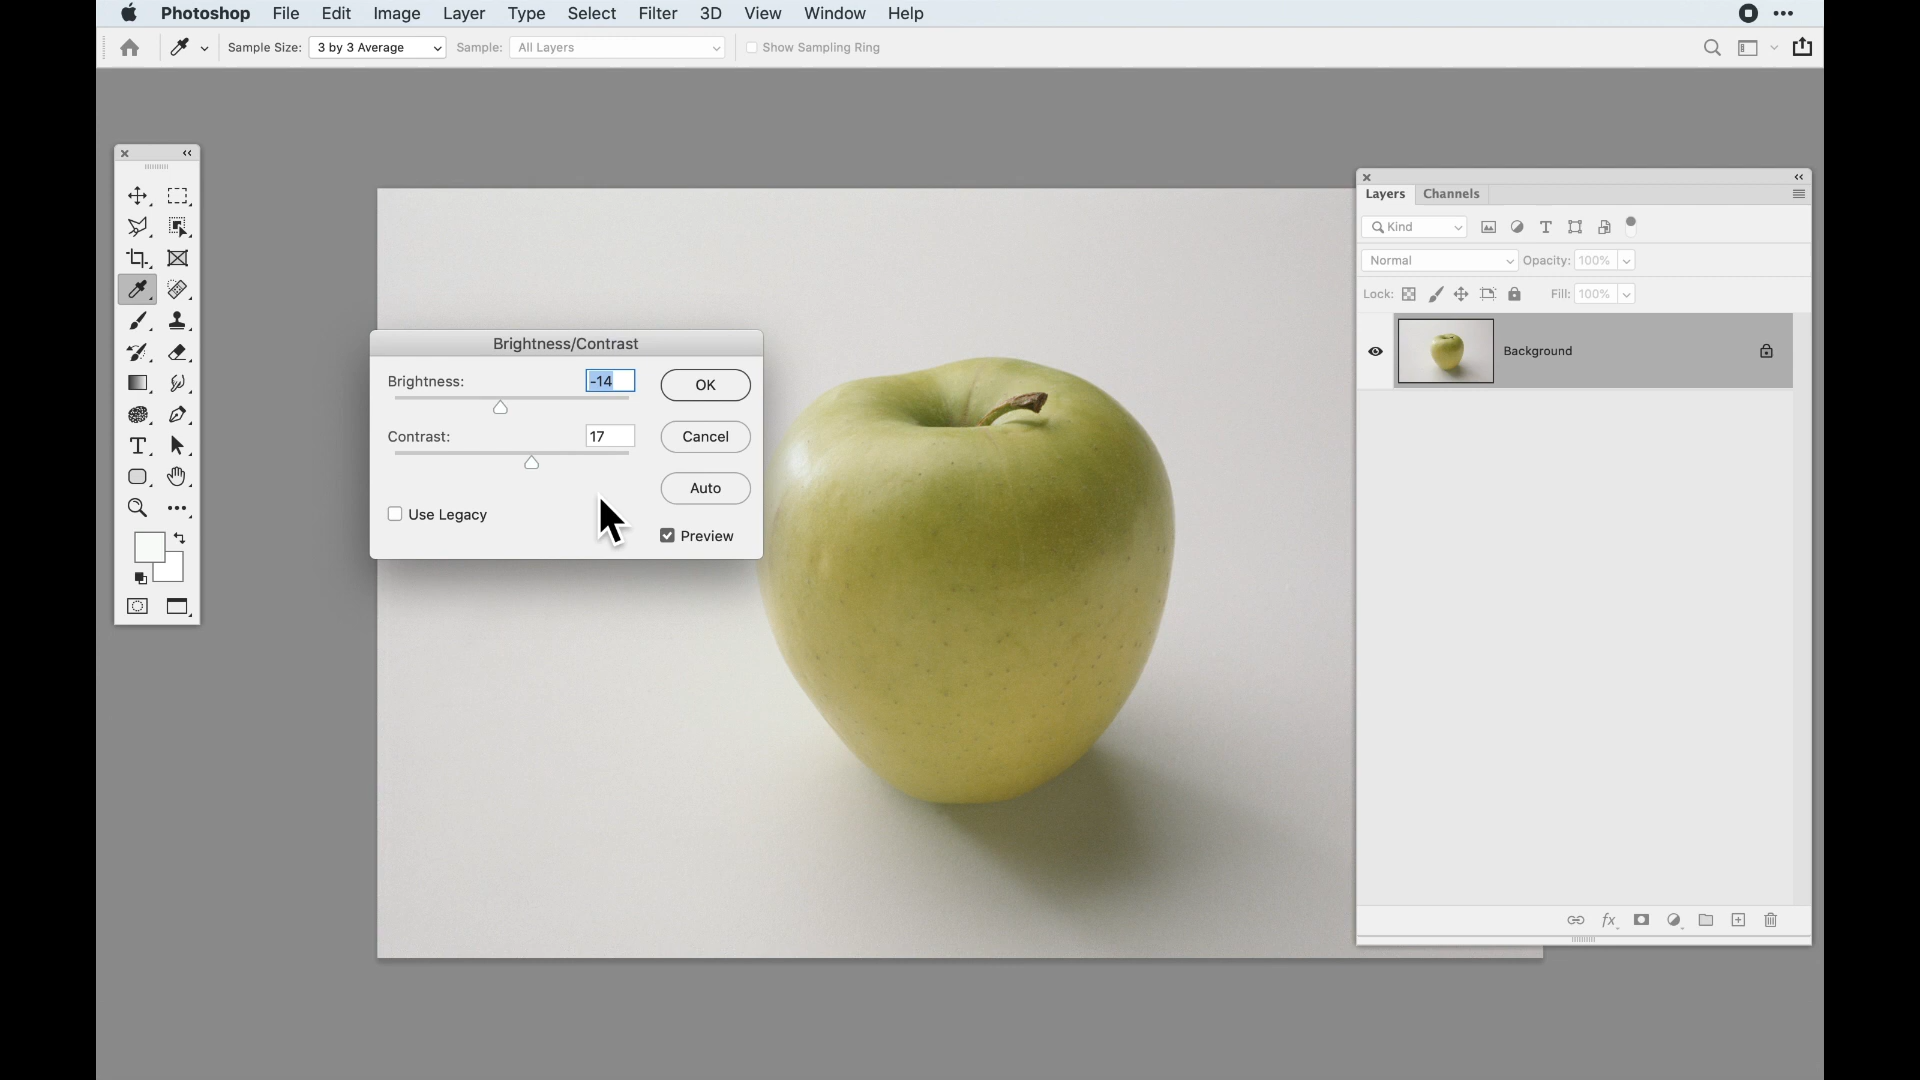 Photoshop File Edit Image Layer Type Select Filter 3D View Window Help
Sample Size: 3 by 3 Average Sample: All Layers Show Sampling Ring
Layers Channels
Kind
Normal Opacity: 100%
Lock: Fill: 100%
Background
Brightness/Contrast
Brightness: -14 OK
Contrast: 17 Cancel
Auto
Use Legacy
Preview